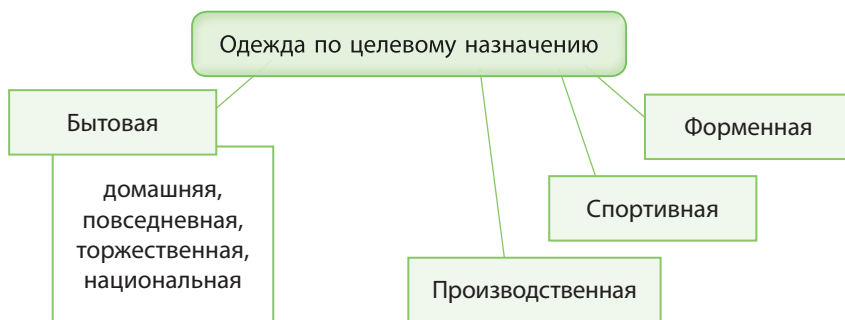 Одежда по целевому назначению
Бытовая
домашняя,
повседневная,
торжественная,
национальная
Производственная
Спортивная
Форменная